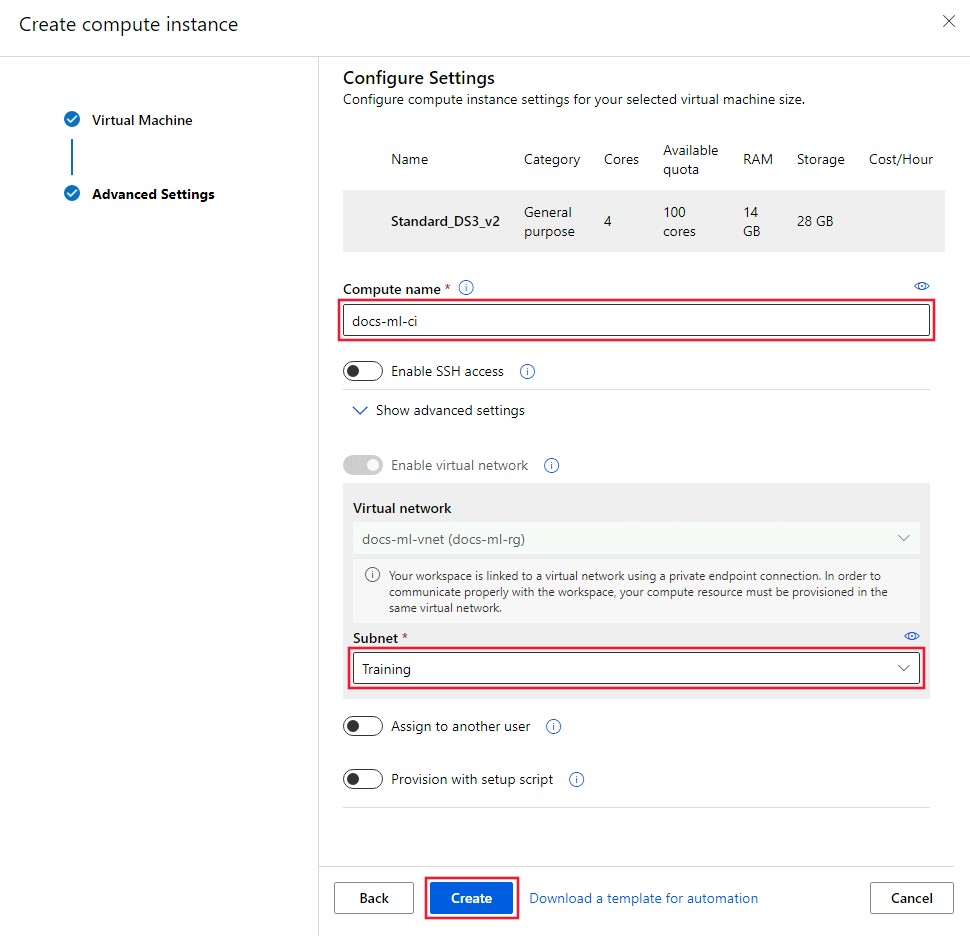 Create compute instance
Virtual Machine
Advanced Settings
Configure Settings
Configure compute instance settings for your selected virtual machine size.
Name Category Cores Available quota RAM Storage Cost/Hour
Standard_DS3_v2 General purpose 4 100 cores 14 GB 28 GB
Compute name *
docs-ml-ci
Enable SSH access
Show advanced settings
Enable virtual network
Virtual network
docs-ml-vnet (docs-ml-rg)
Your workspace is linked to a virtual network using a private endpoint connection. In order to
communicate properly with the workspace, your compute resource must be provisioned in the
same virtual network.
Subnet *
Training
Assign to another user
Provision with setup script
Back Create Download a template for automation Cancel